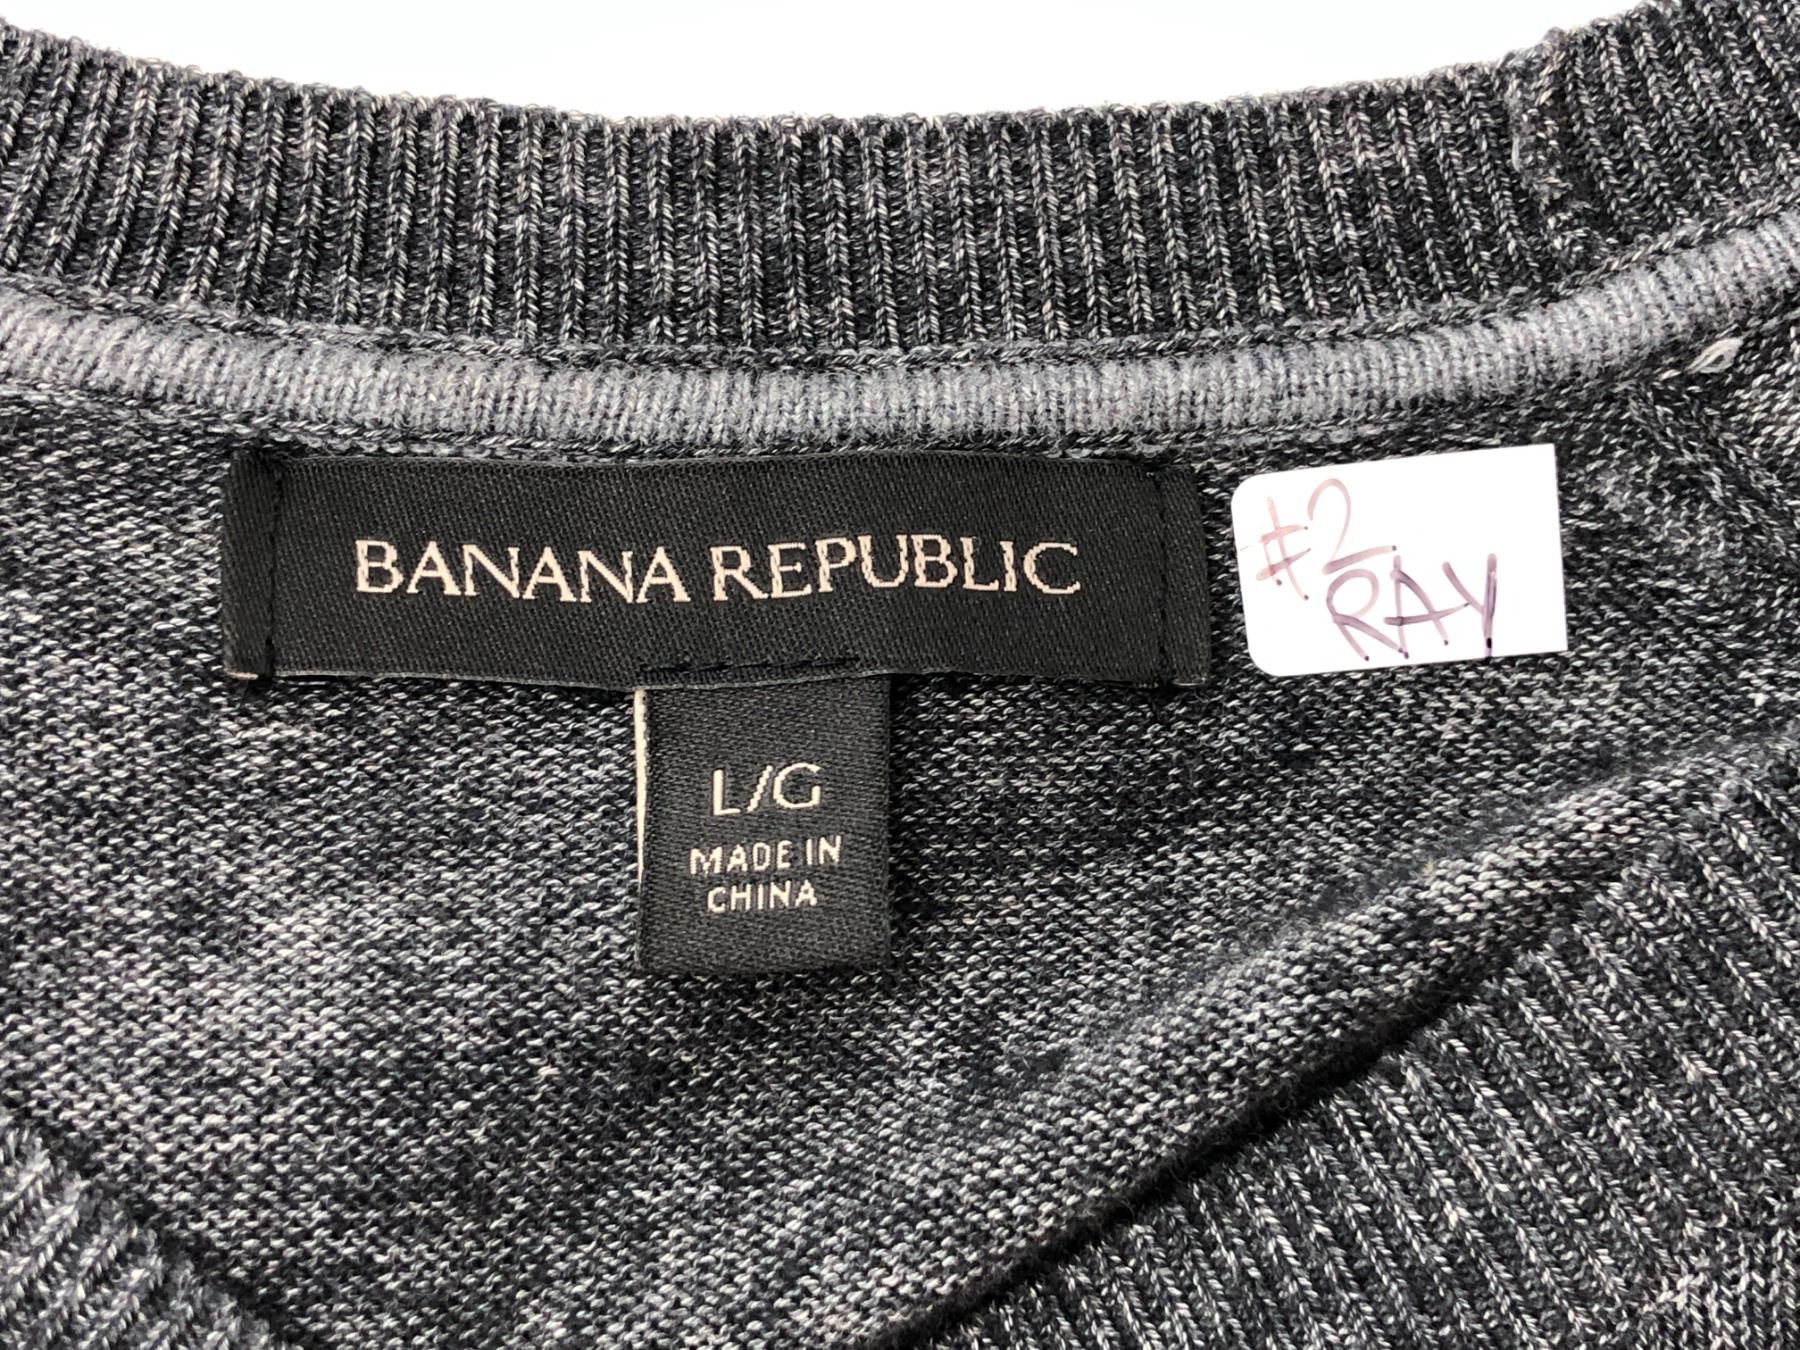 BANANA REPUBLIC
#2
RAY
L/G
MADE IN
CHINA